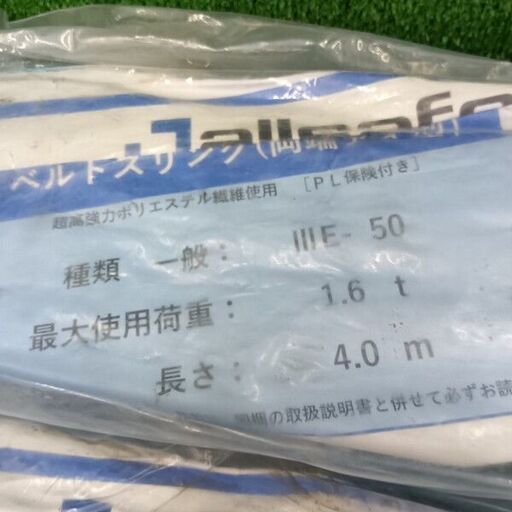 allsafe
ベルトスリング(両端
超高強力ポリエステル繊維使用 [PL保険付き]
種類 一般: ⅢE- 50
最大使用荷重: 1.6 t
長さ: 4.0 m
の取扱説明書と併せて必ずお読